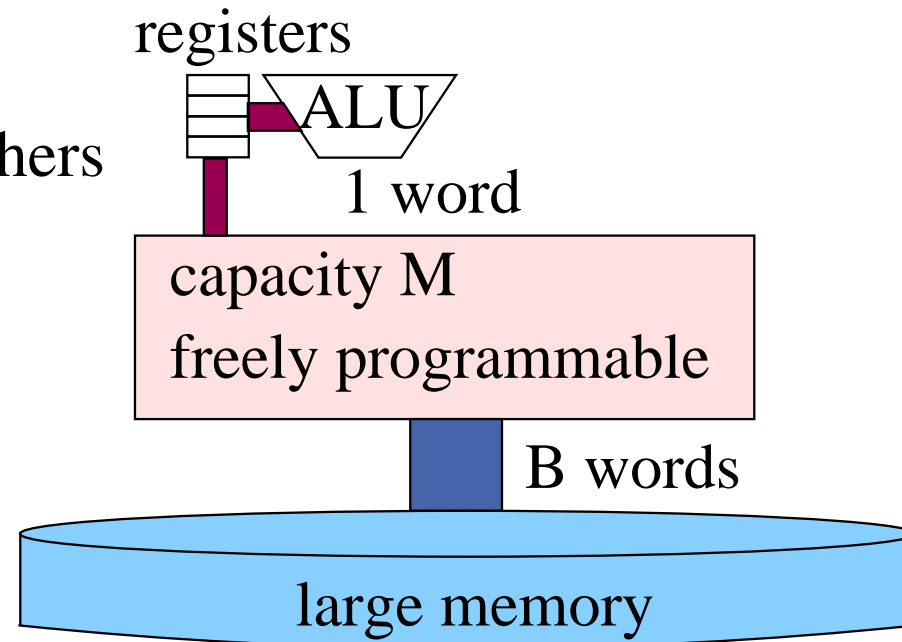 registers
ALU
hers
1 word
capacity M
freely programmable
B words
large memory